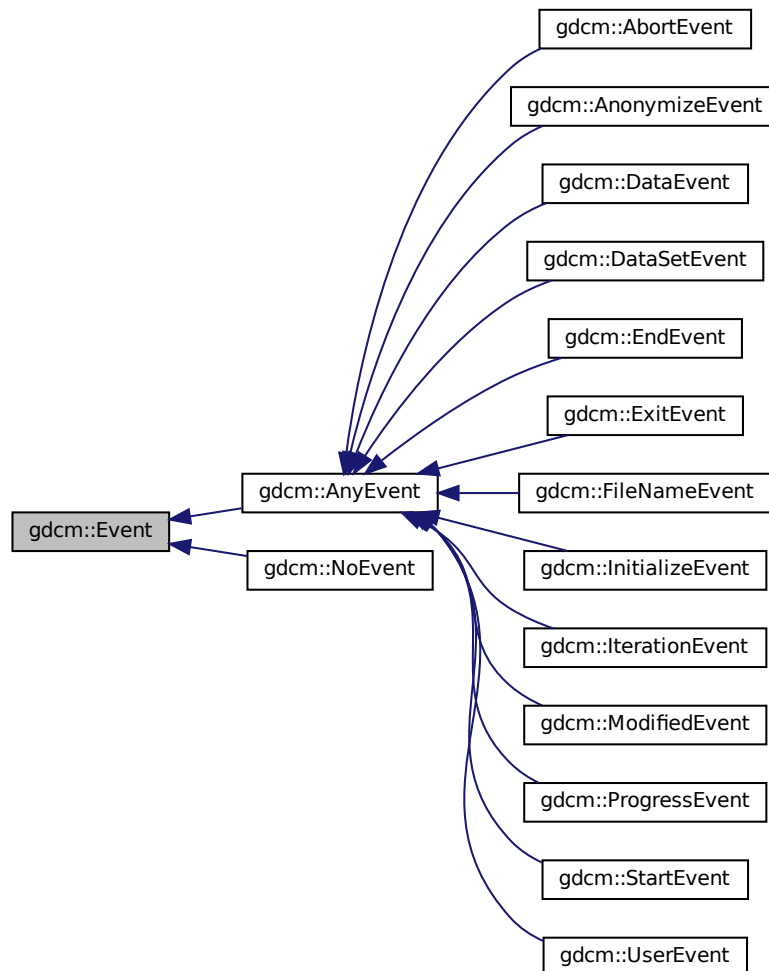 gdcm::AbortEvent
gdcm::AnonymizeEvent
gdcm::DataEvent
gdcm::DataSetEvent
gdcm::EndEvent
gdcm::ExitEvent
gdcm::AnyEvent
gdcm::FileNameEvent
gdcm::Event
gdcm::InitializeEvent
gdcm::NoEvent
gdcm::IterationEvent
gdcm::ModifiedEvent
gdcm::ProgressEvent
gdcm::StartEvent
gdcm::UserEvent